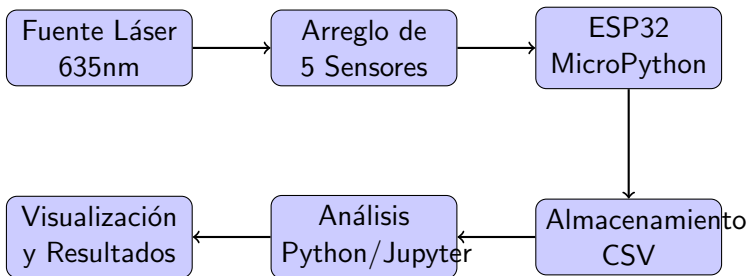 Fuente Láser
635nm
Arreglo de
5 Sensores
ESP32
MicroPython
Almacenamiento
CSV
Análisis
Python/Jupyter
Visualización
y Resultados